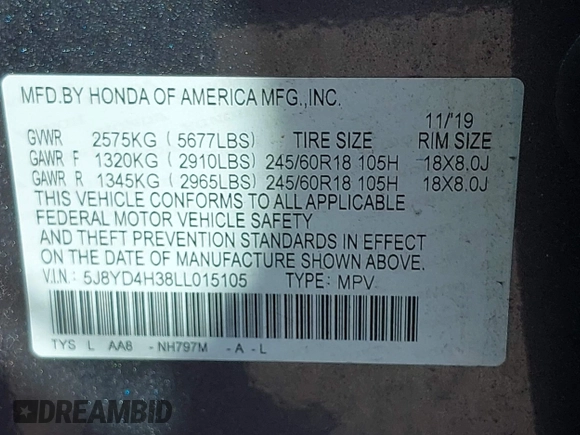 MFD.BY HONDA OF AMERICA MFG.,INC.
11/'19
GVWR 2575KG ( 5677LBS) TIRE SIZE RIM SIZE
GAWR F 1320KG ( 2910LBS) 245/60R18 105H 18X8.0J
GAWR R 1345KG ( 2965LBS) 245/60R18 105H 18X8.0J
THIS VEHICLE CONFORMS TO ALL APPLICABLE
FEDERAL MOTOR VEHICLE SAFETY
AND THEFT PREVENTION STANDARDS IN EFFECT
ON THE DATE OF MANUFACTURE SHOWN ABOVE.
V.I.N.: 5J8YD4H38LL015105 TYPE: MPV
TYS L AA8 - NH797M - A - L
DREAMBID